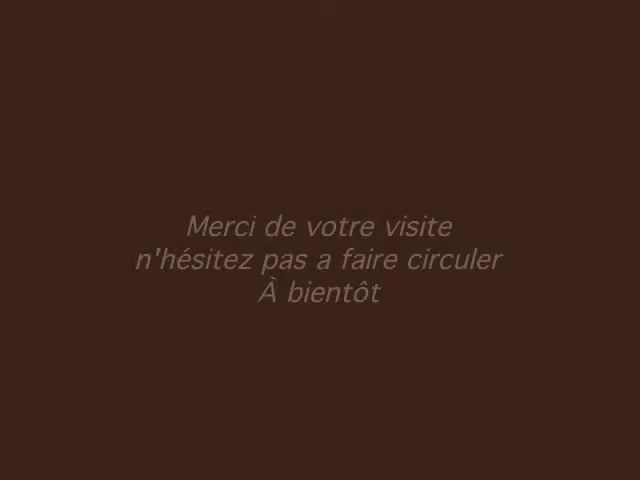 Merci de votre visite
n'hésitez pas a faire circuler
À bientôt